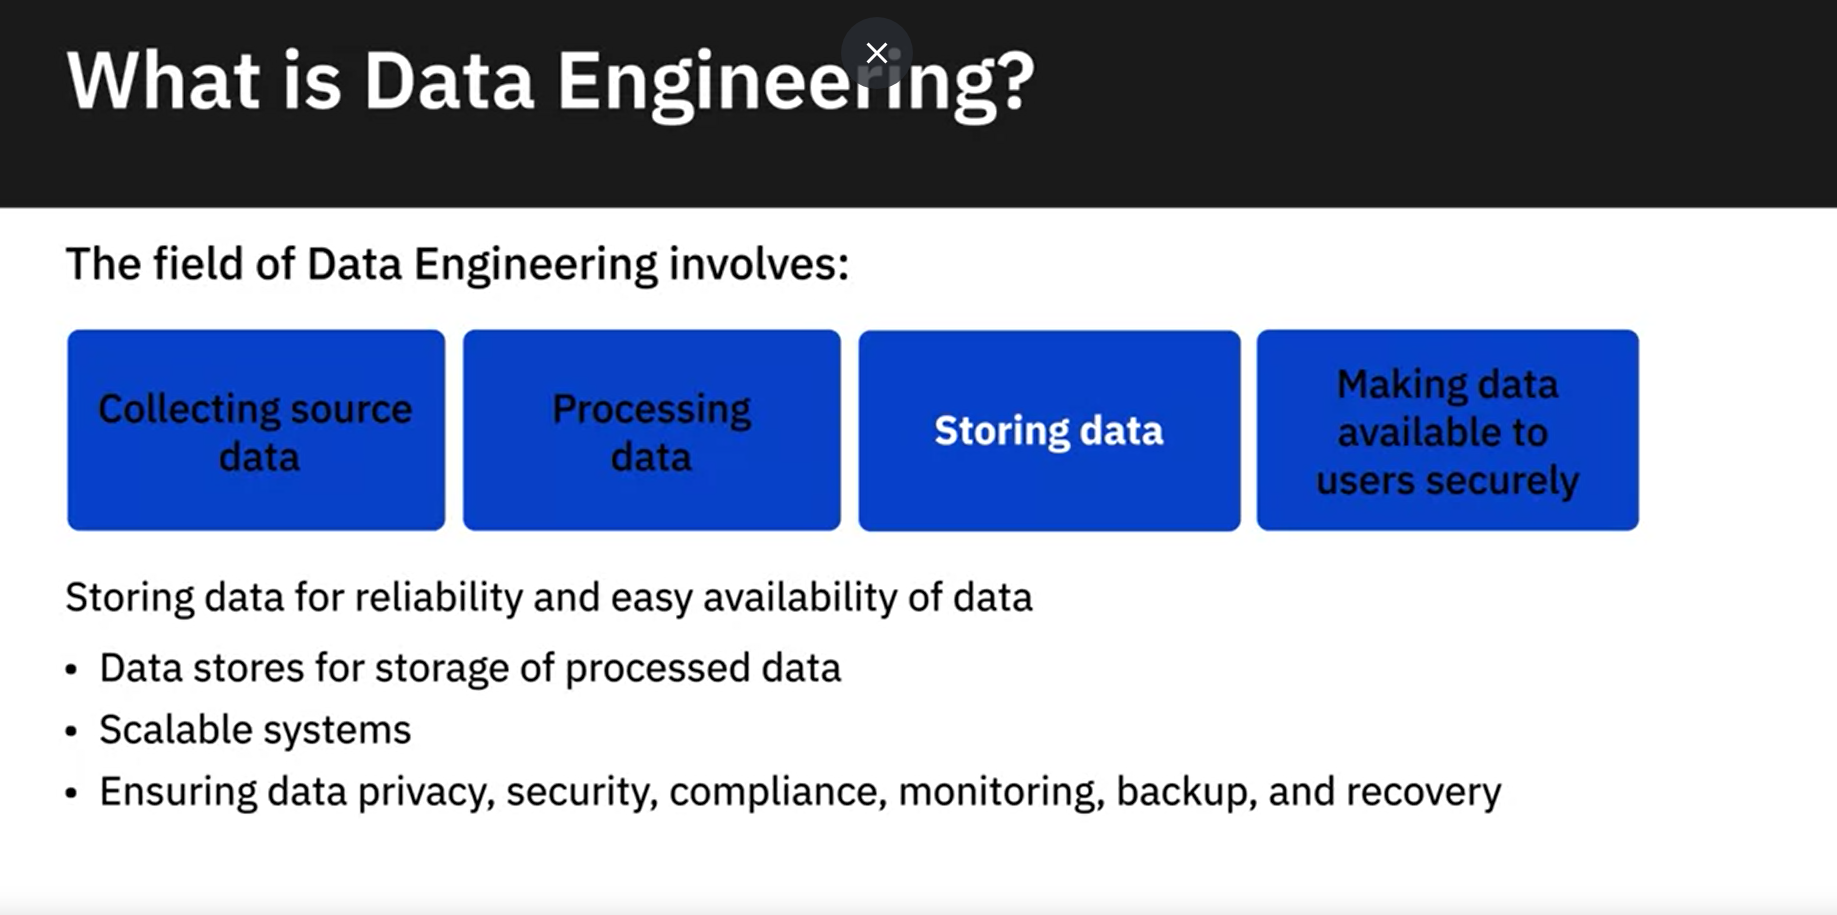 What is Data Engineering?
The field of Data Engineering involves:
Collecting source
data
Processing
data
Storing data
Making data
available to
users securely
Storing data for reliability and easy availability of data
• Data stores for storage of processed data
• Scalable systems
• Ensuring data privacy, security, compliance, monitoring, backup, and recovery